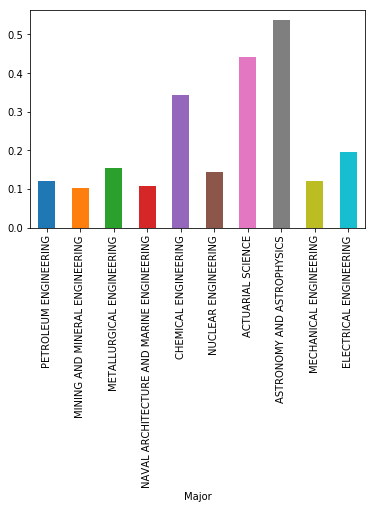 0.5
0.4
0.3
0.2
0.1
0.0
PETROLEUM ENGINEERING
MINING AND MINERAL ENGINEERING
METALLURGICAL ENGINEERING
NAVAL ARCHITECTURE AND MARINE ENGINEERING
CHEMICAL ENGINEERING
NUCLEAR ENGINEERING
ACTUARIAL SCIENCE
ASTRONOMY AND ASTROPHYSICS
MECHANICAL ENGINEERING
ELECTRICAL ENGINEERING
Major